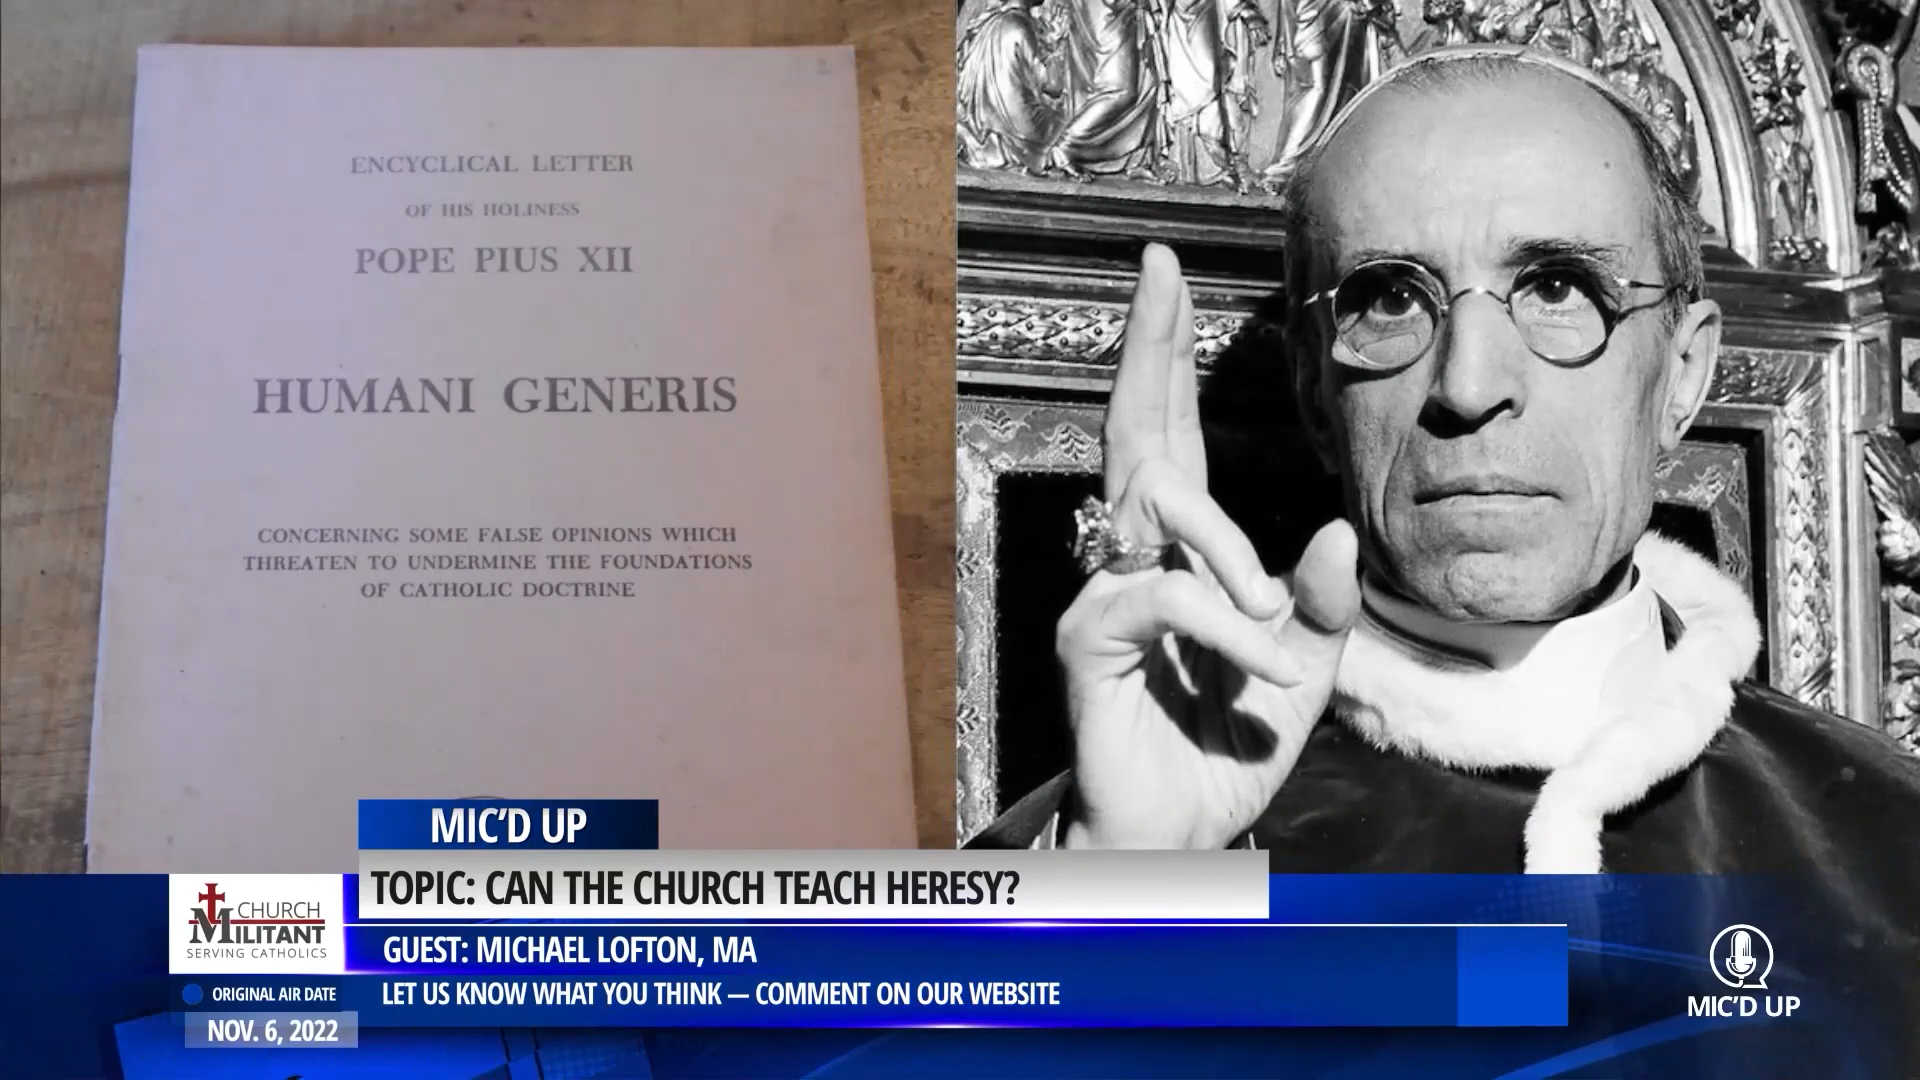 ENCYCLICAL LETTER
OF HIS HOLINESS
POPE PIUS XII
HUMANI GENERIS
CONCERNING SOME FALSE OPINIONS WHICH
THREATEN TO UNDERMINE THE FOUNDATIONS
OF CATHOLIC DOCTRINE
MIC'D UP
TOPIC: CAN THE CHURCH TEACH HERESY?
CHURCH
MILITANT
SERVING CATHOLICS
GUEST: MICHAEL LOFTON, MA
ORIGINAL AIR DATE
LET US KNOW WHAT YOU THINK — COMMENT ON OUR WEBSITE
NOV. 6, 2022
MIC'D UP